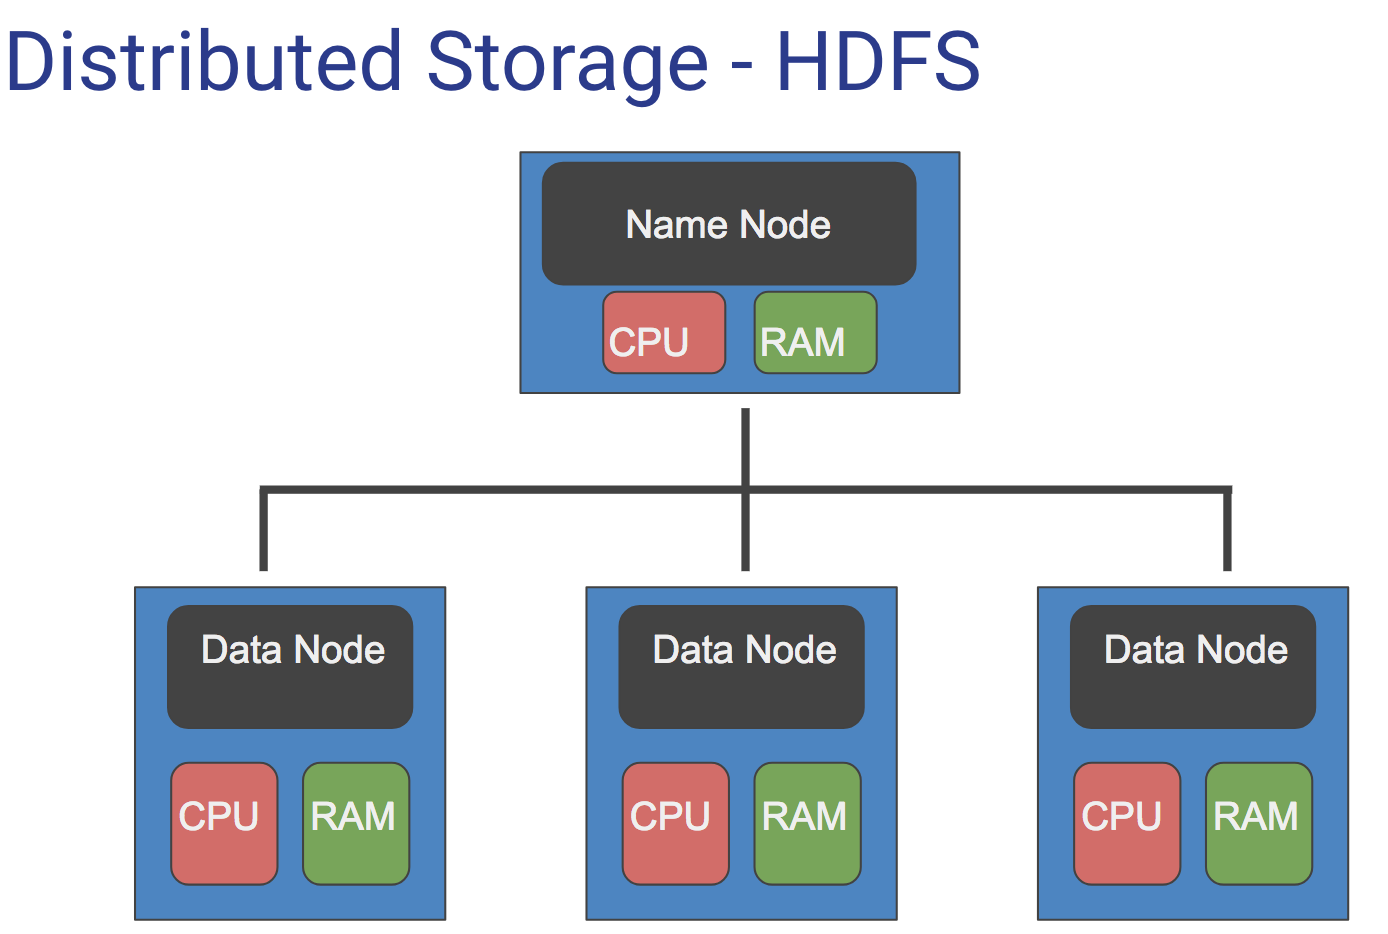 Distributed Storage - HDFS
Name Node
CPU RAM
Data Node Data Node Data Node
CPU RAM CPU RAM CPU RAM